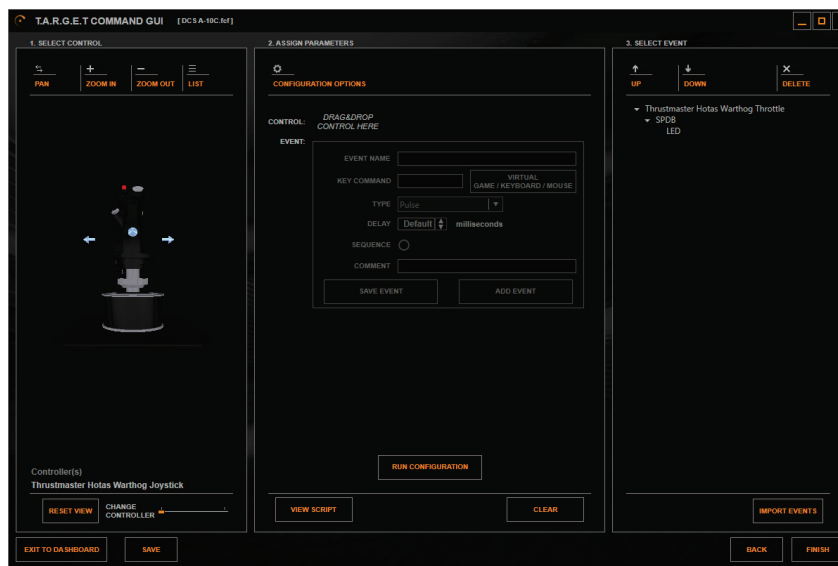 T.A.R.G.E.T COMMAND GUI [DCS A-10C.fcf]
1. SELECT CONTROL
PAN
ZOOM IN
ZOOM OUT
LIST
Controller(s)
Thrustmaster Hotas Warthog Joystick
RESET VIEW
CHANGE
CONTROLLER
2. ASSIGN PARAMETERS
CONFIGURATION OPTIONS
CONTROL:
DRAG&DROP
CONTROL HERE
EVENT:
EVENT NAME
KEY COMMAND
VIRTUAL
GAME / KEYBOARD / MOUSE
TYPE Pulse
DELAY Default milliseconds
SEQUENCE
COMMENT
SAVE EVENT
ADD EVENT
RUN CONFIGURATION
VIEW SCRIPT
CLEAR
3. SELECT EVENT
UP
DOWN
DELETE
Thrustmaster Hotas Warthog Throttle
SPDB
LED
IMPORT EVENTS
EXIT TO DASHBOARD
SAVE
BACK
FINISH